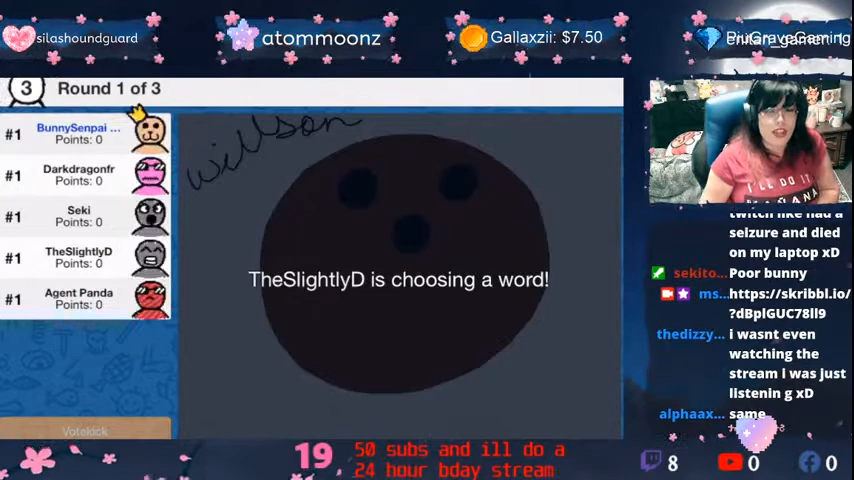 silashoundguard
atommoonz
Gallaxzii: $7.50
3
Round 1 of 3
#1 BunnySenpai ...
Points: 0
#1 Darkdragonfr
Points: 0
#1 Seki
Points: 0
#1 TheSlightlyD
Points: 0
#1 Agent Panda
Points: 0
Votekick
willson
TheSlightlyD is choosing a word!
I'LL DO IT
twitch like had a
seizure and died
on my laptop xD
sekito... Poor bunny
ms... https://skribbl.io/
?dBplGUC78ll9
thedizzy... i wasnt even
watching the
stream i was just
listenin g xD
alphaax... same
19
50 subs and ill do a
24 hour bday stream
8
0
0